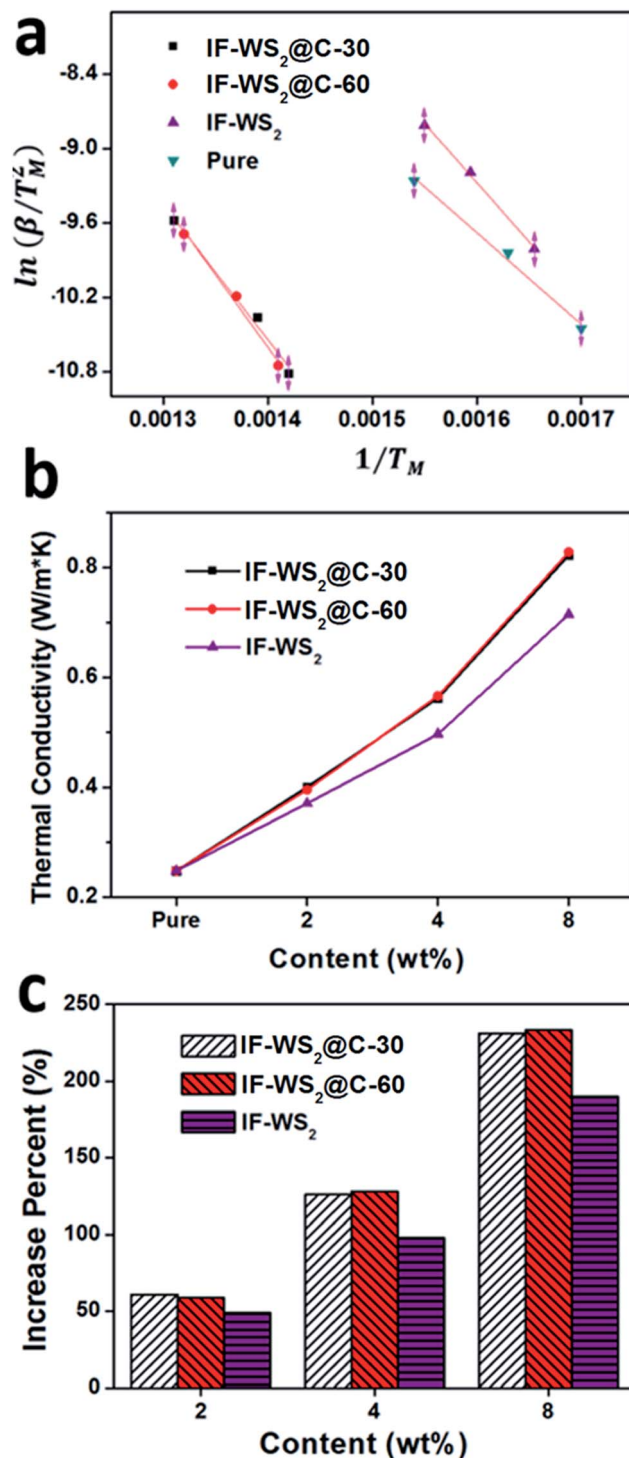 a
IF-WS₂@C-30
IF-WS₂@C-60
IF-WS₂
Pure
-8.4
-9.0
-9.6
-10.2
-10.8
ln (β/T_M²)
0.0013 0.0014 0.0015 0.0016 0.0017
1/T_M
b
IF-WS₂@C-30
IF-WS₂@C-60
IF-WS₂
0.8
0.6
0.4
0.2
Thermal Conductivity (W/m*K)
Pure 2 4 8
Content (wt%)
c
IF-WS₂@C-30
IF-WS₂@C-60
IF-WS₂
250
200
150
100
50
0
Increase Percent (%)
2 4 8
Content (wt%)